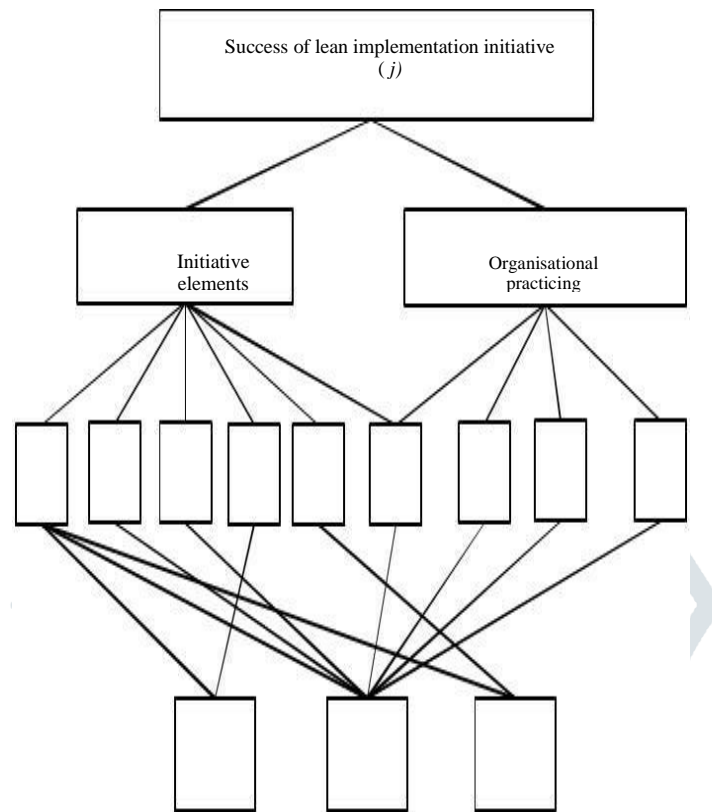 Success of lean implementation initiative
( j)
Initiative
elements
Organisational
practicing